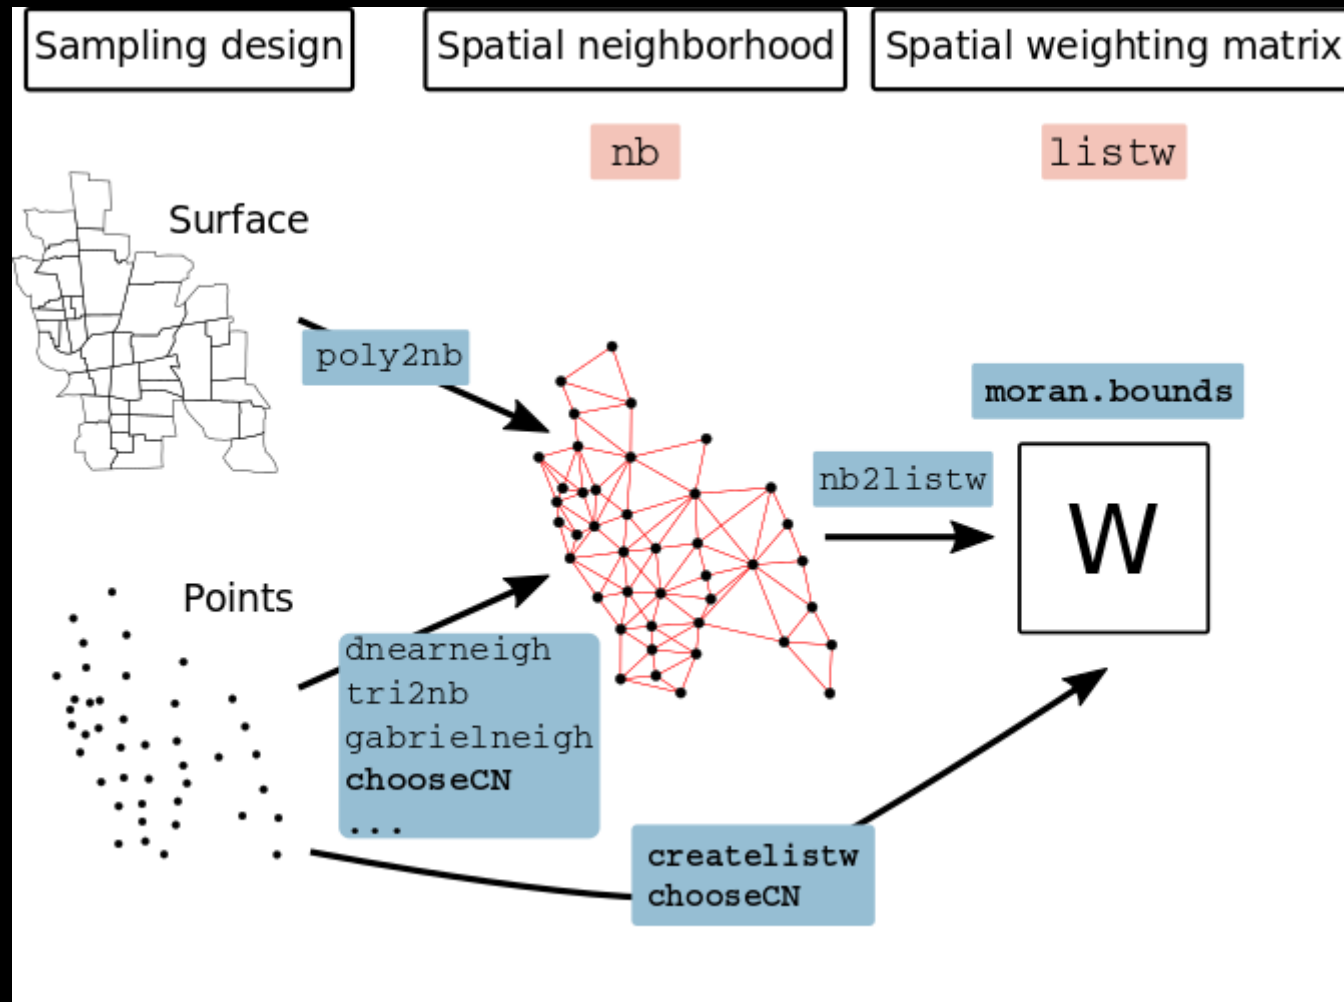 Sampling design
Spatial neighborhood
Spatial weighting matrix
nb
listw
Surface
poly2nb
moran.bounds
nb2listw
W
Points
dnearneigh
tri2nb
gabrielneigh
chooseCN
...
createlistw
chooseCN